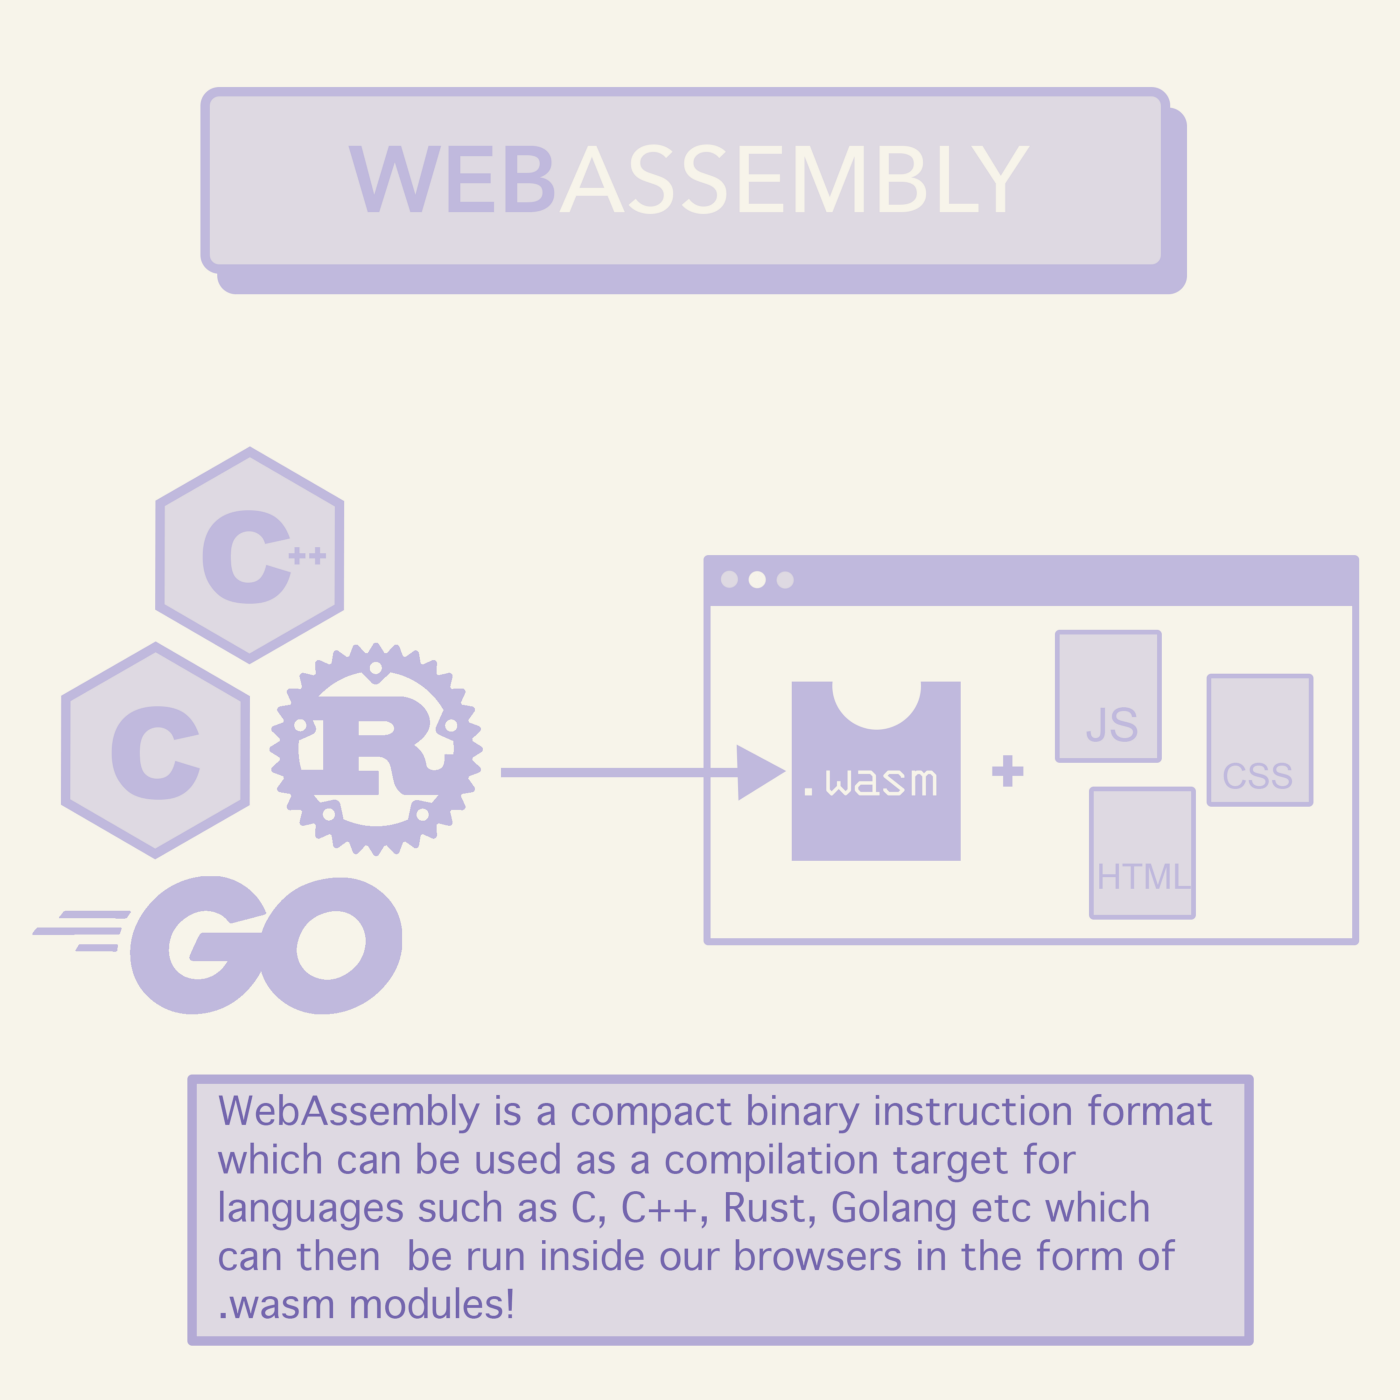 WEBASSEMBLY
C++
C
R
GO
.wasm
+
JS
CSS
HTML
WebAssembly is a compact binary instruction format
which can be used as a compilation target for
languages such as C, C++, Rust, Golang etc which
can then  be run inside our browsers in the form of
.wasm modules!